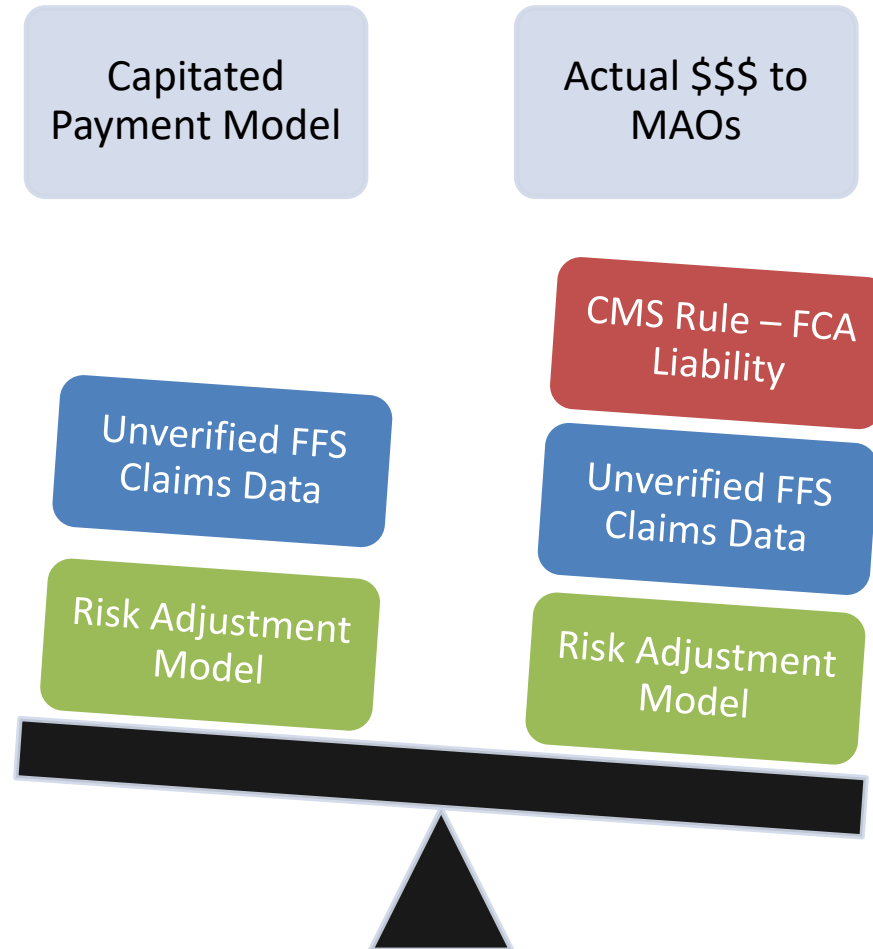 Capitated
Payment Model
Actual $$$ to
MAOs
CMS Rule – FCA
Liability
Unverified FFS
Claims Data
Unverified FFS
Claims Data
Risk Adjustment
Model
Risk Adjustment
Model